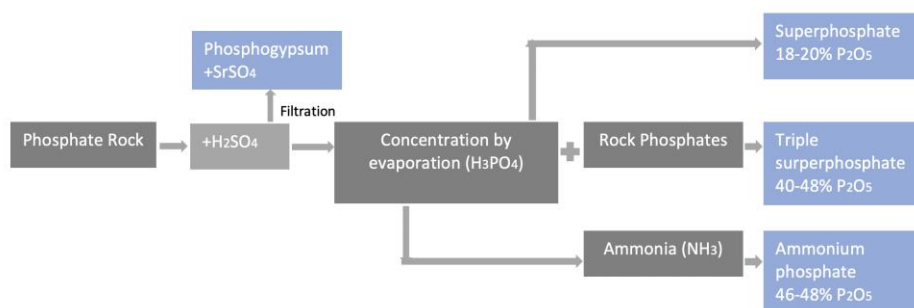 Superphosphate
18-20% P2O5
Phosphogypsum
+SrSO4
Filtration
Phosphate Rock
+H2SO4
Concentration by
evaporation (H3PO4)
Rock Phosphates
Triple
surperphosphate
40-48% P2O5
Ammonia (NH3)
Ammonium
phosphate
46-48% P2O5